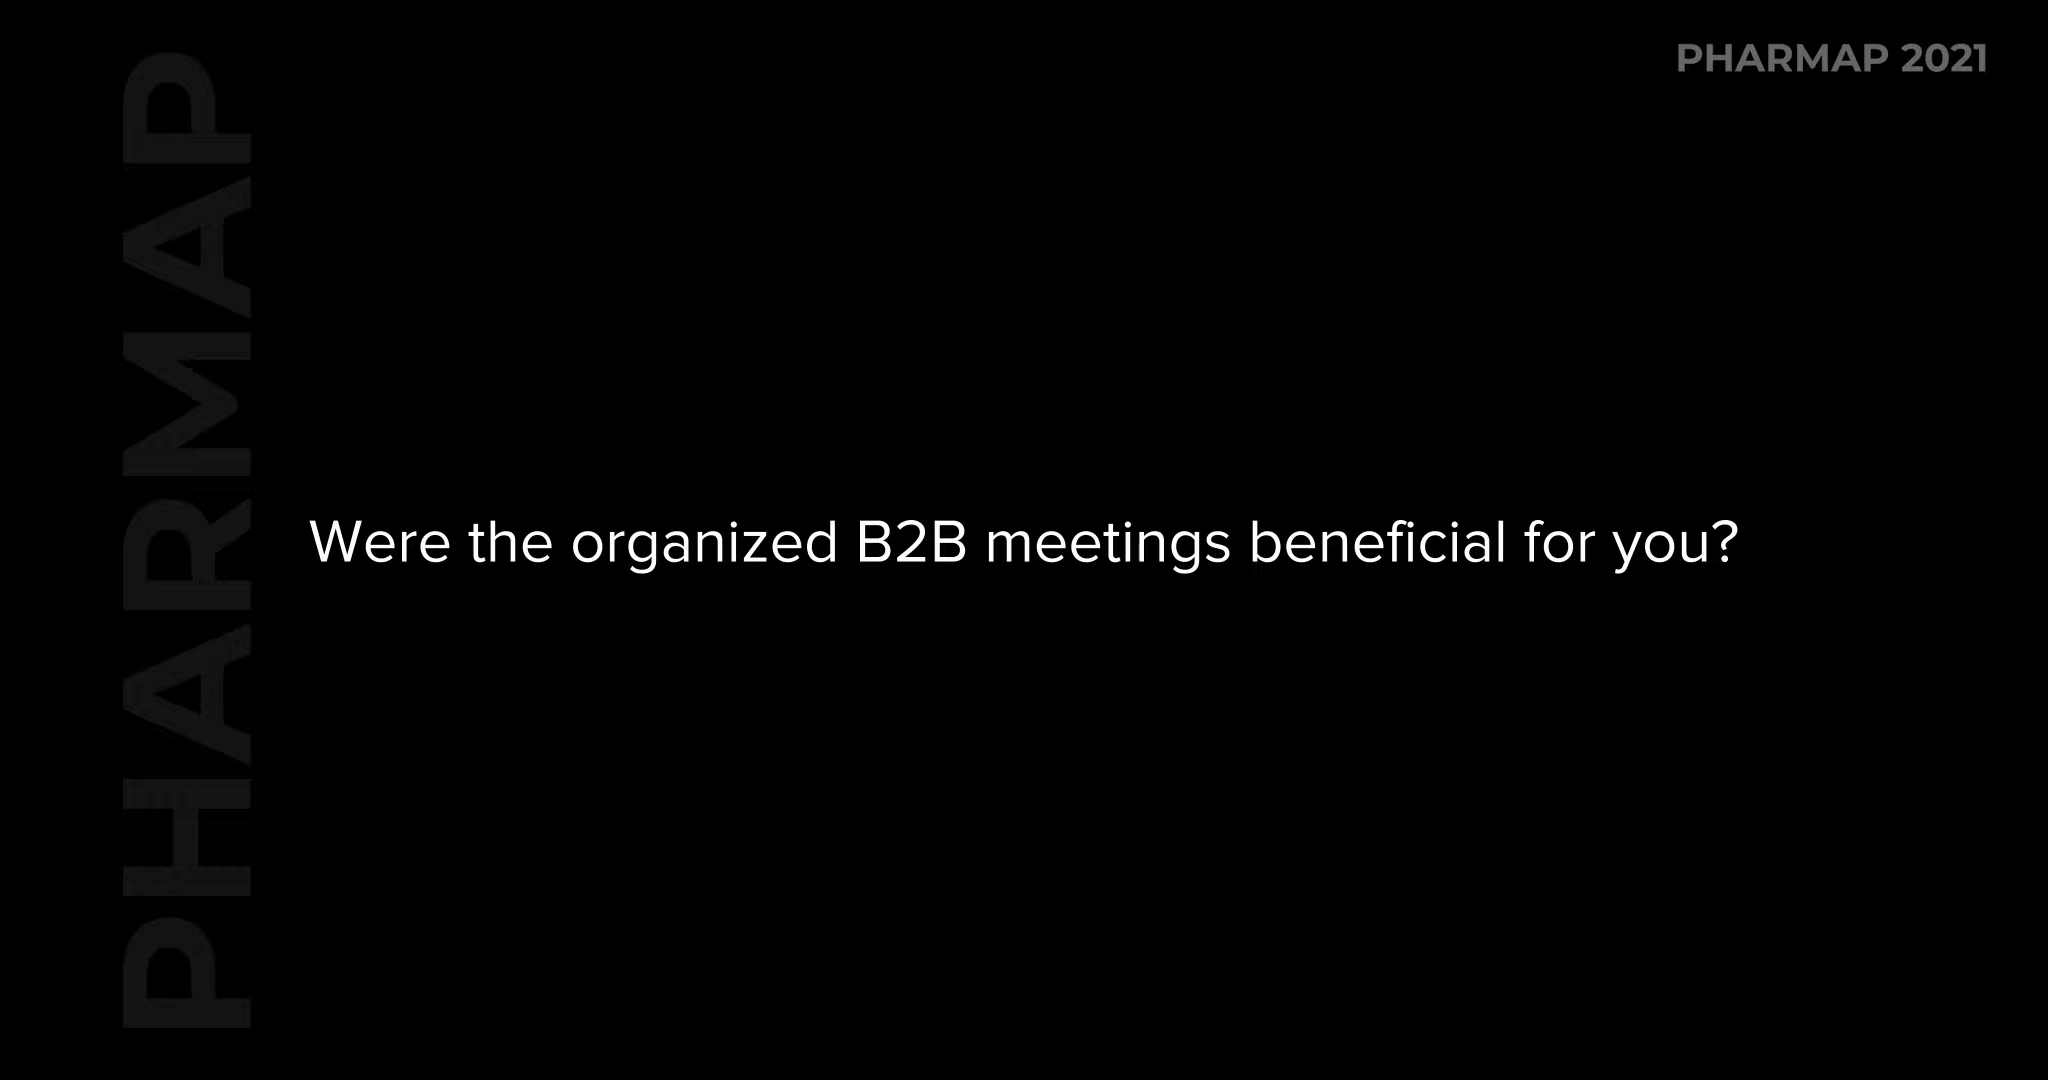 PHARMAP 2021
PHARMAP
Were the organized B2B meetings beneficial for you?